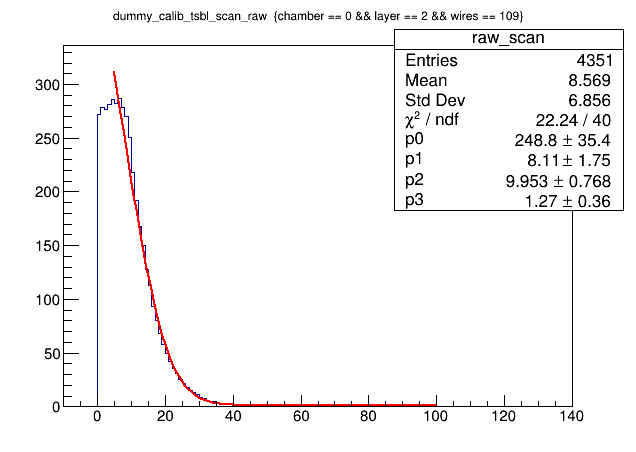 dummy_calib_tsbl_scan_raw {chamber == 0 && layer == 2 && wires == 109}
raw_scan
Entries 4351
Mean 8.569
Std Dev 6.856
χ² / ndf 22.24 / 40
p0 248.8 ± 35.4
p1 8.11 ± 1.75
p2 9.953 ± 0.768
p3 1.27 ± 0.36
300
250
200
150
100
50
0
0 20 40 60 80 100 120 140